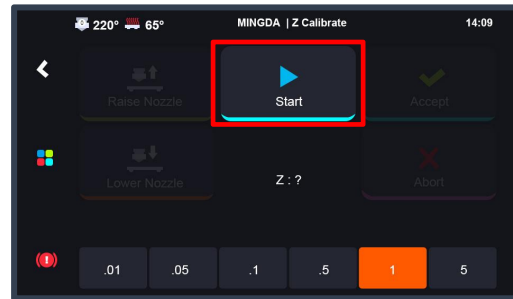 220° 65° MINGDA | Z Calibrate 14:09
Raise Nozzle Start Accept
Lower Nozzle Z : ? Abort
.01 .05 .1 .5 1 5